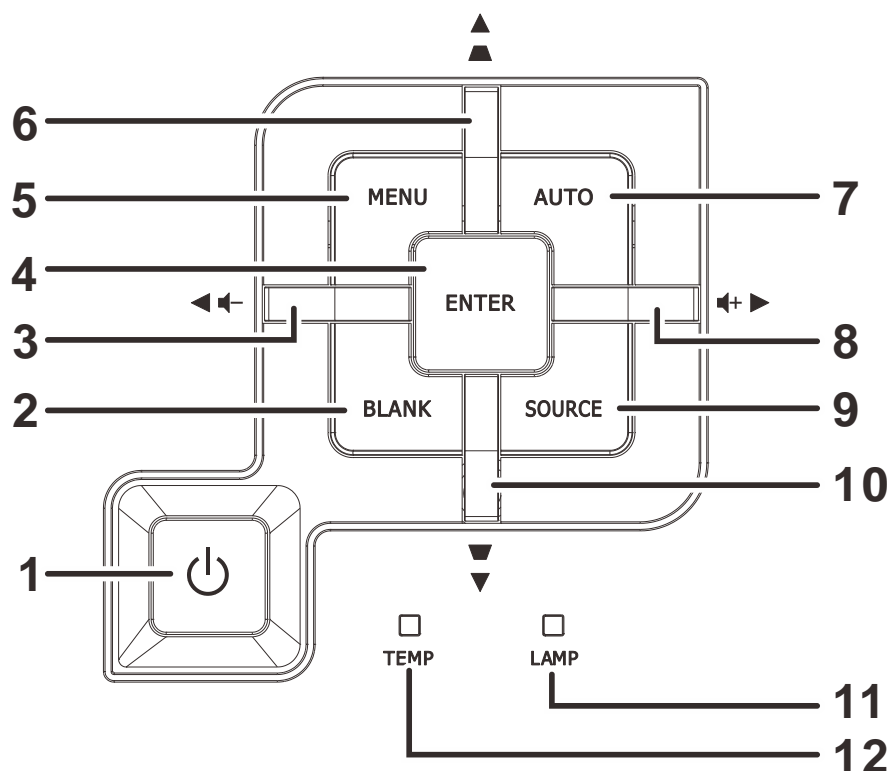 6
5 MENU AUTO 7
4 ENTER
3 − + 8
2 BLANK SOURCE 9
10
1
TEMP LAMP
11
12